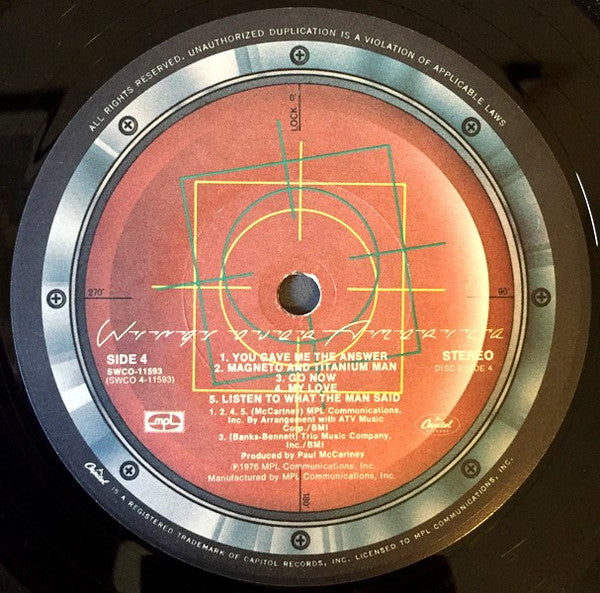 ALL RIGHTS RESERVED. UNAUTHORIZED DUPLICATION IS A VIOLATION OF APPLICABLE LAWS
LOCK
270°
90°
SIDE 4
SWCO-11593
(SWCO 4-11593)
STEREO
DISC 2 SIDE 4
1. YOU GAVE ME THE ANSWER
2. MAGNETO AND TITANIUM MAN
3. GO NOW
4. MY LOVE
5. LISTEN TO WHAT THE MAN SAID
1. 2. 4. 5. (McCartney) MPL Communications,
Inc. By Arrangement with ATV Music
Corp./BMI
3. (Banks-Bennett) Trio Music Company,
Inc./BMI
Produced by Paul McCartney
℗1976 MPL Communications, Inc.
Manufactured by MPL Communications, Inc.
MPL
Capitol
RECORDS
180°
Capitol IS A REGISTERED TRADEMARK OF CAPITOL RECORDS, INC. LICENSED TO MPL COMMUNICATIONS, INC.